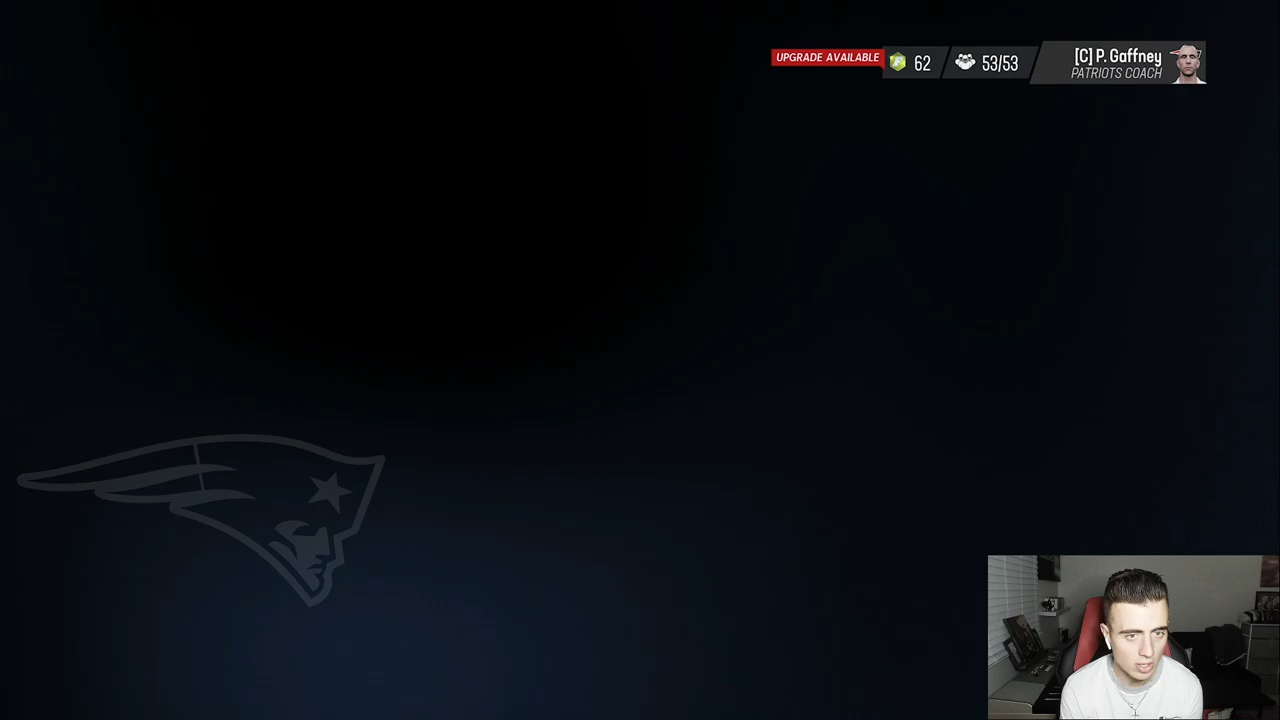 UPGRADE AVAILABLE
62
53/53
[C] P. Gaffney
PATRIOTS COACH